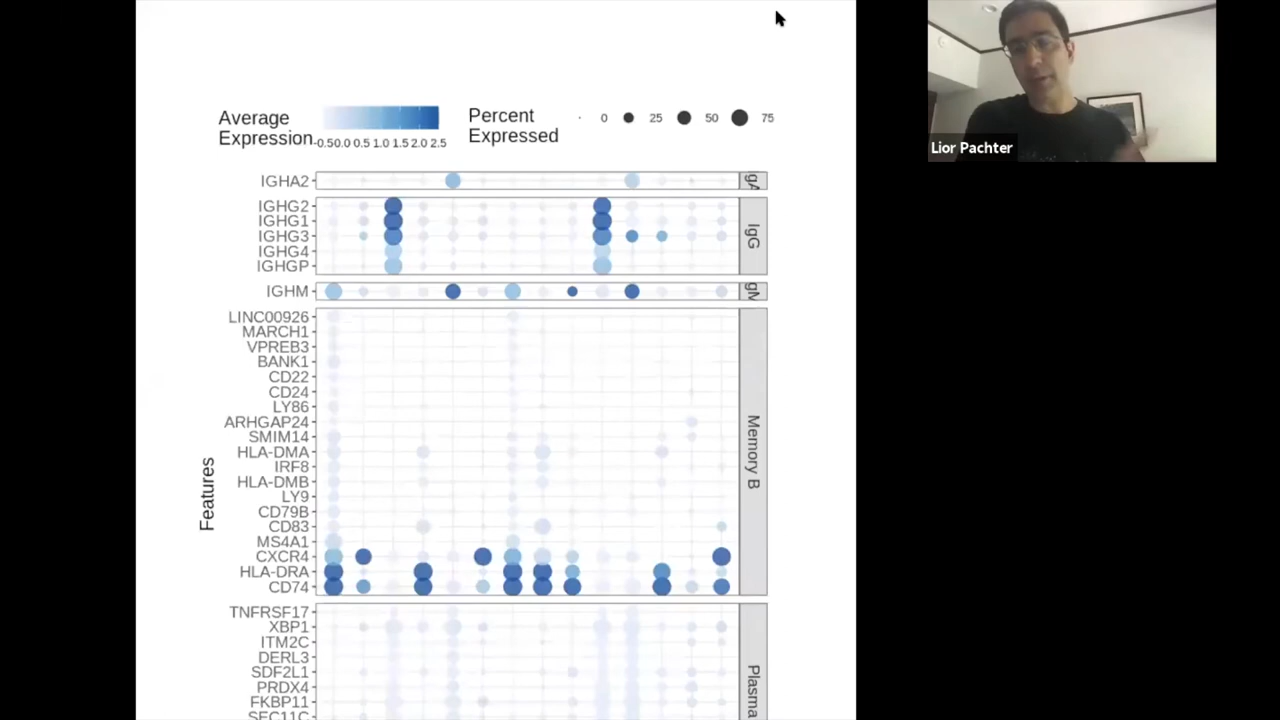 Average
Expression
-0.50.0 0.5 1.0 1.5 2.0 2.5
Percent
Expressed
0 25 50 75
Lior Pachter
IGHA2
IGHG2
IGHG1
IGHG3
IGHG4
IGHGP
IgG
IGHM
LINC00926
MARCH1
VPREB3
BANK1
CD22
CD24
LY86
ARHGAP24
SMIM14
HLA-DMA
IRF8
HLA-DMB
LY9
CD79B
CD83
MS4A1
CXCR4
HLA-DRA
CD74
Memory B
Features
TNFRSF17
XBP1
ITM2C
DERL3
SDF2L1
PRDX4
FKBP11
SEC11C
Plasma